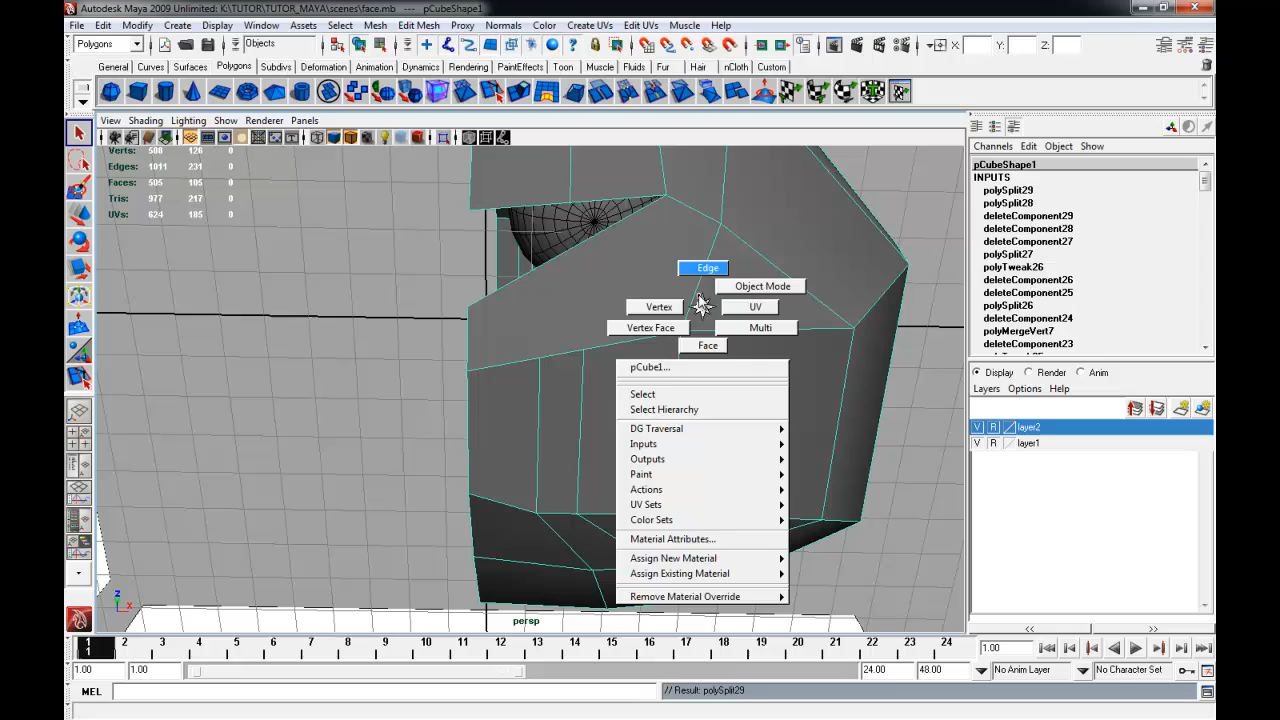 Autodesk Maya 2009 Unlimited: K:\TUTOR\TUTOR_MAYA\scenes\face.mb --- pCubeShape1
File Edit Modify Create Display Window Assets Select Mesh Edit Mesh Proxy Normals Color Create UVs Edit UVs Muscle Help
Polygons Objects X: Y: Z:
General Curves Surfaces Polygons Subdivs Deformation Animation Dynamics Rendering PaintEffects Toon Muscle Fluids Fur Hair nCloth Custom
View Shading Lighting Show Renderer Panels
Verts: 508 126 0
Edges: 1011 231 0
Faces: 505 105 0
Tris: 977 217 0
UVs: 624 185 0
Edge
Object Mode
Vertex UV
Vertex Face Multi
Face
pCube1...
Select
Select Hierarchy
DG Traversal
Inputs
Outputs
Paint
Actions
UV Sets
Color Sets
Material Attributes...
Assign New Material
Assign Existing Material
Remove Material Override
z
x
persp
Channels Edit Object Show
pCubeShape1
INPUTS
polySplit29
polySplit28
deleteComponent29
deleteComponent28
deleteComponent27
polySplit27
polyTweak26
deleteComponent26
deleteComponent25
polySplit26
deleteComponent24
polyMergeVert7
deleteComponent23
Display Render Anim
Layers Options Help
V R layer2
V R layer1
1 2 3 4 5 6 7 8 9 10 11 12 13 14 15 16 17 18 19 20 21 22 23 24
1
1.00
1.00 1.00 24.00 48.00 No Anim Layer No Character Set
MEL // Result: polySplit29